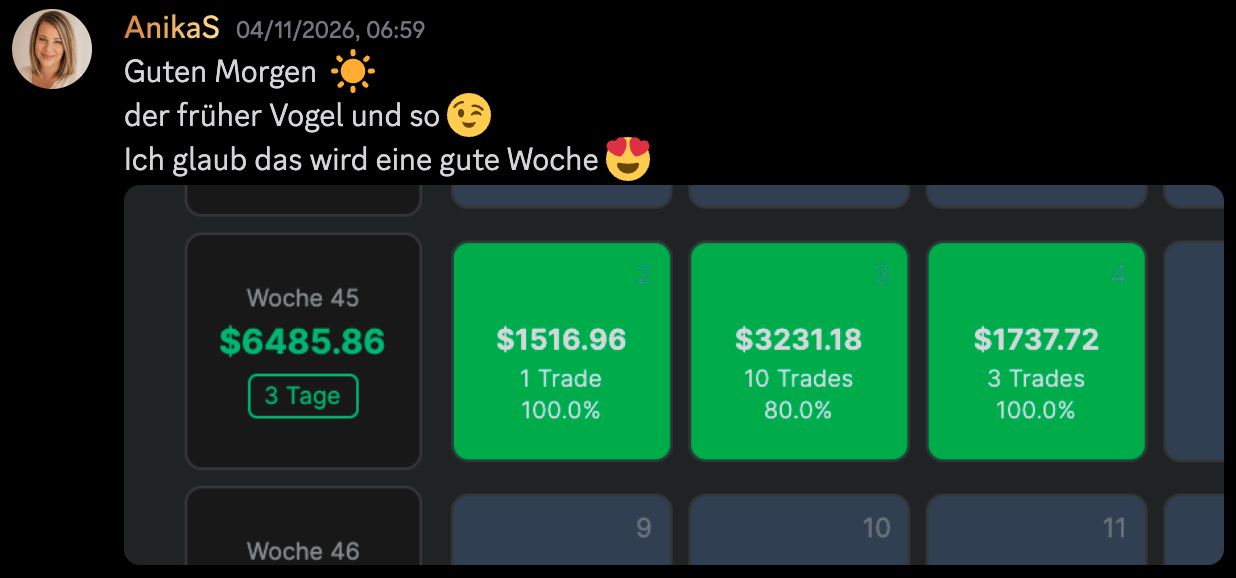 AnikaS 04/11/2026, 06:59
Guten Morgen ☀️
der früher Vogel und so 😉
Ich glaub das wird eine gute Woche 😍
Woche 45
$6485.86
3 Tage
2
$1516.96
1 Trade
100.0%
3
$3231.18
10 Trades
80.0%
4
$1737.72
3 Trades
100.0%
Woche 46
9
10
11